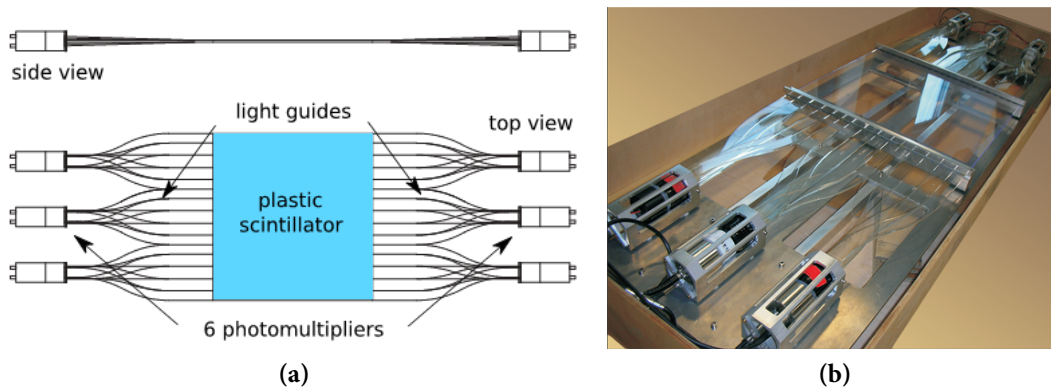 side view
light guides
top view
plastic
scintillator
6 photomultipliers
(a)
(b)